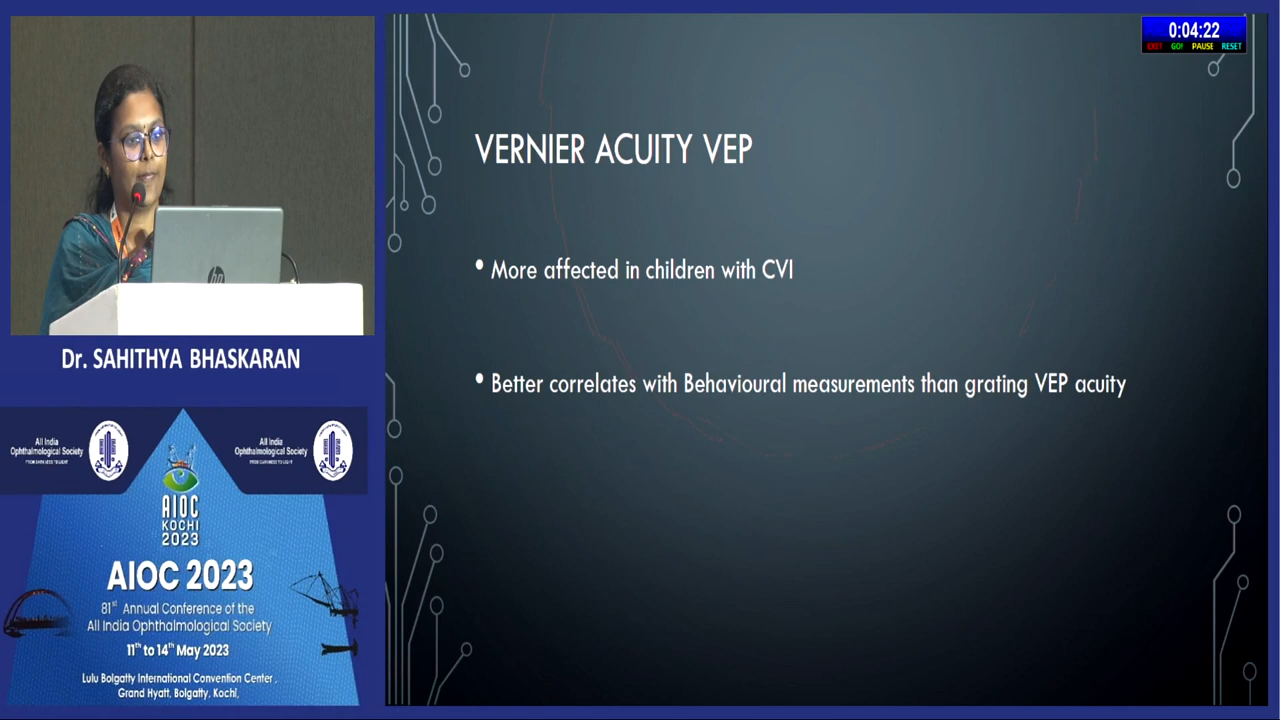 0:04:22
EXIT GO! PAUSE RESET
VERNIER ACUITY VEP
• More affected in children with CVI
• Better correlates with Behavioural measurements than grating VEP acuity
hp
Dr. SAHITHYA BHASKARAN
All India
Ophthalmological Society
All India
Ophthalmological Society
AIOC
KOCHI
2023
AIOC 2023
81st Annual Conference of the
All India Ophthalmological Society
11th to 14th May 2023
Lulu Bolgatty International Convention Center,
Grand Hyatt, Bolgatty, Kochi,